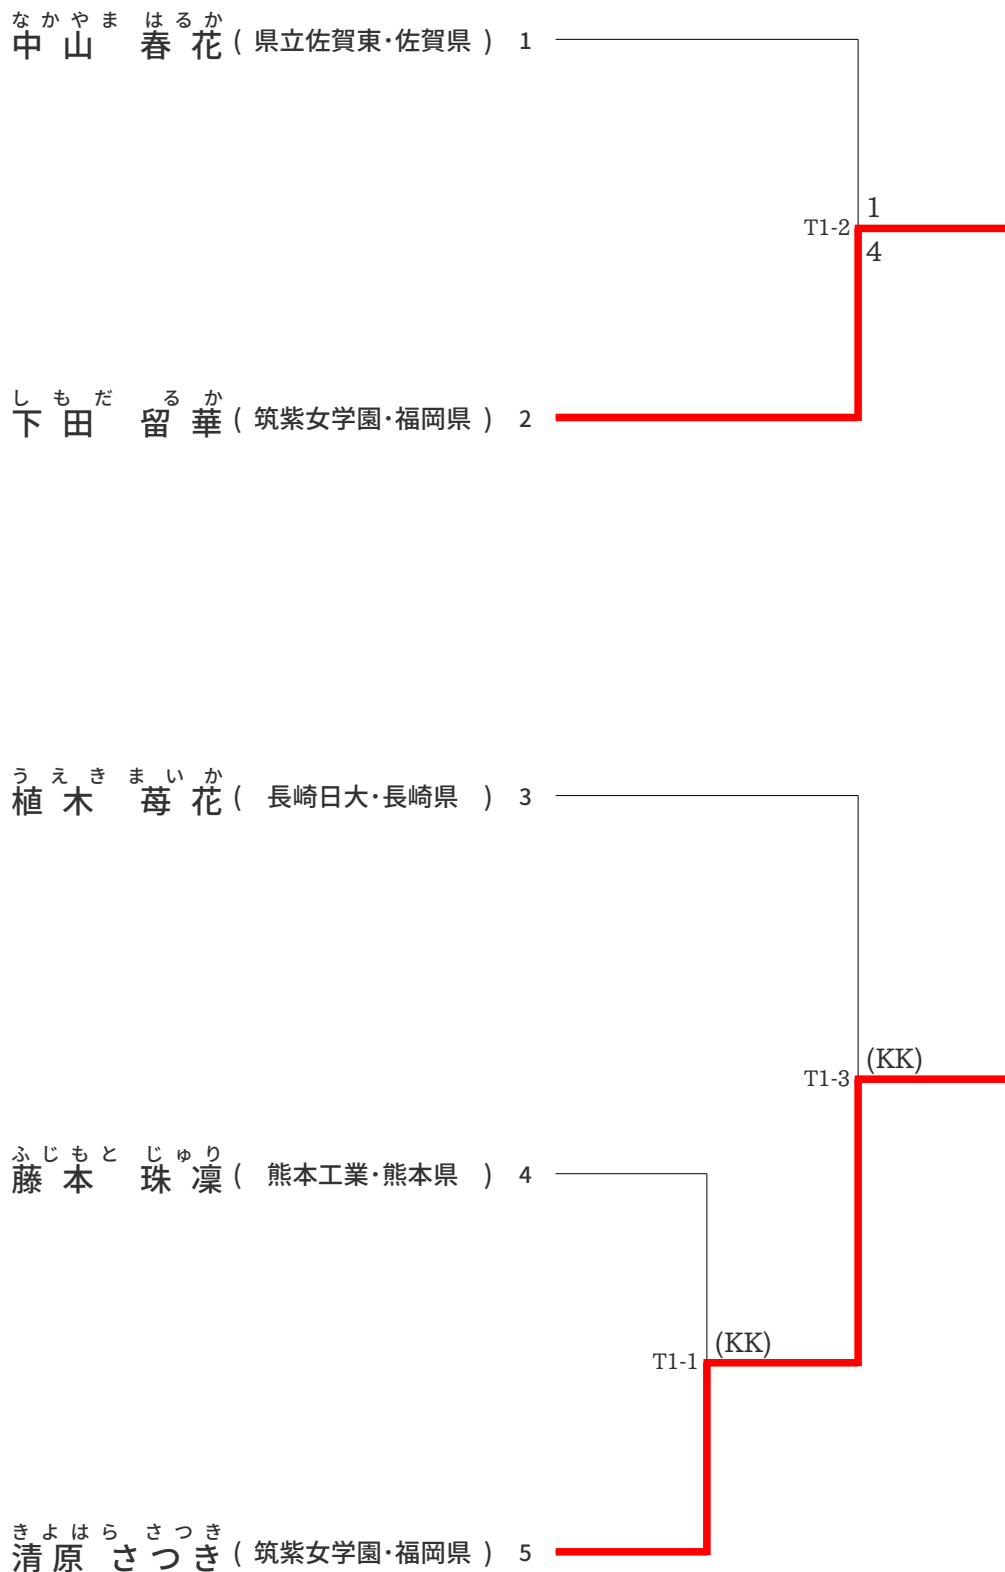 なかやま はるか
中山 春花 ( 県立佐賀東·佐賀県 ) 1
1
T1-2
4
しもだ るか
下田 留華 ( 筑紫女学園·福岡県 ) 2
うえき まいか
植木 苺花 ( 長崎日大·長崎県 ) 3
(KK)
T1-3
ふじもと じゅり
藤本 珠凜 ( 熊本工業·熊本県 ) 4
(KK)
T1-1
きよはら さつき
清原 さつき ( 筑紫女学園·福岡県 ) 5